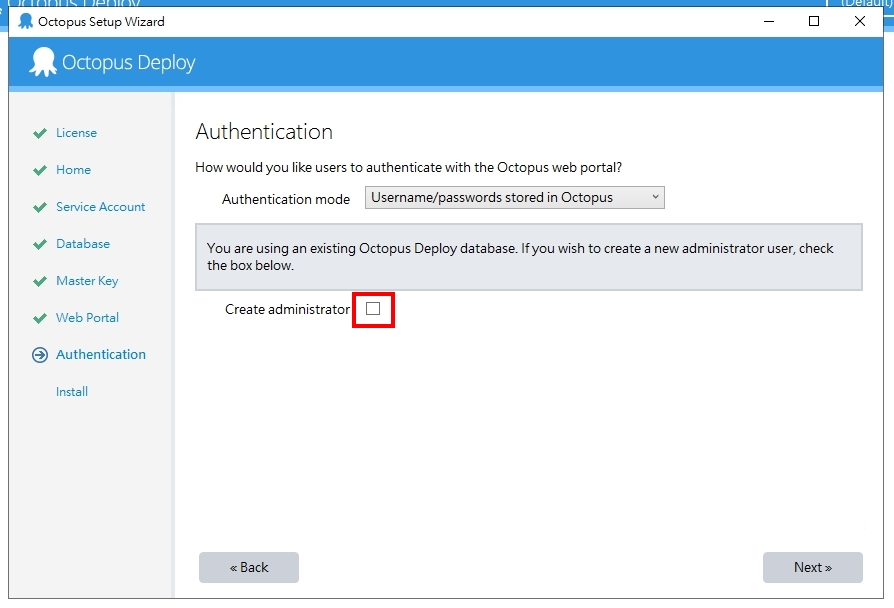 Octopus Deploy
(Default)
Octopus Setup Wizard
Octopus Deploy
License
Home
Service Account
Database
Master Key
Web Portal
Authentication
Install
Authentication
How would you like users to authenticate with the Octopus web portal?
Authentication mode
Username/passwords stored in Octopus
You are using an existing Octopus Deploy database. If you wish to create a new administrator user, check
the box below.
Create administrator
« Back
Next »